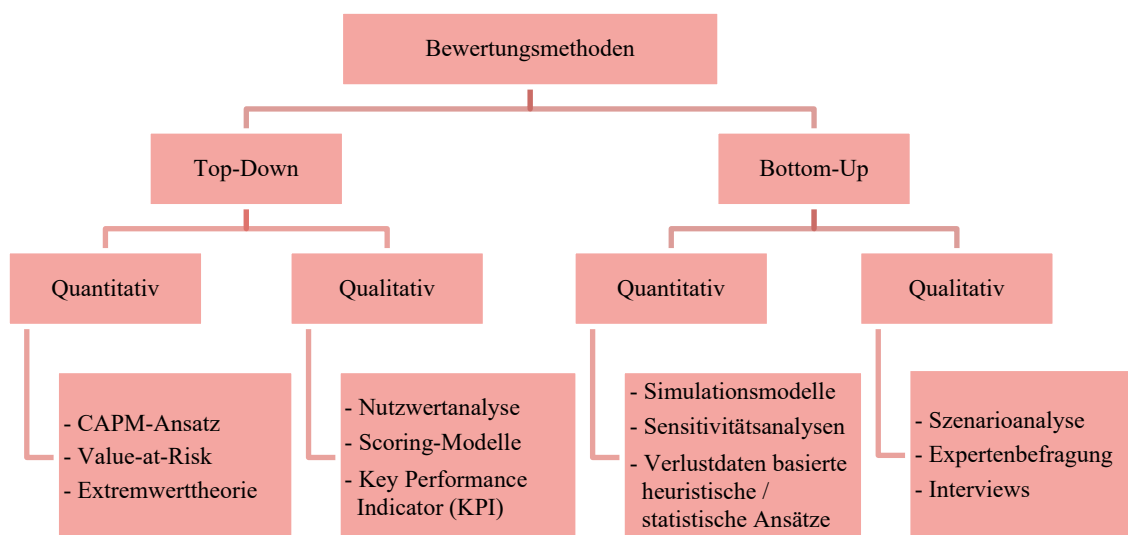 Bewertungsmethoden
Top-Down
Bottom-Up
Quantitativ
Qualitativ
Quantitativ
Qualitativ
- CAPM-Ansatz
- Value-at-Risk
- Extremwerttheorie
- Nutzwertanalyse
- Scoring-Modelle
- Key Performance
Indicator (KPI)
- Simulationsmodelle
- Sensitivitätsanalysen
- Verlustdaten basierte
heuristische /
statistische Ansätze
- Szenarioanalyse
- Expertenbefragung
- Interviews